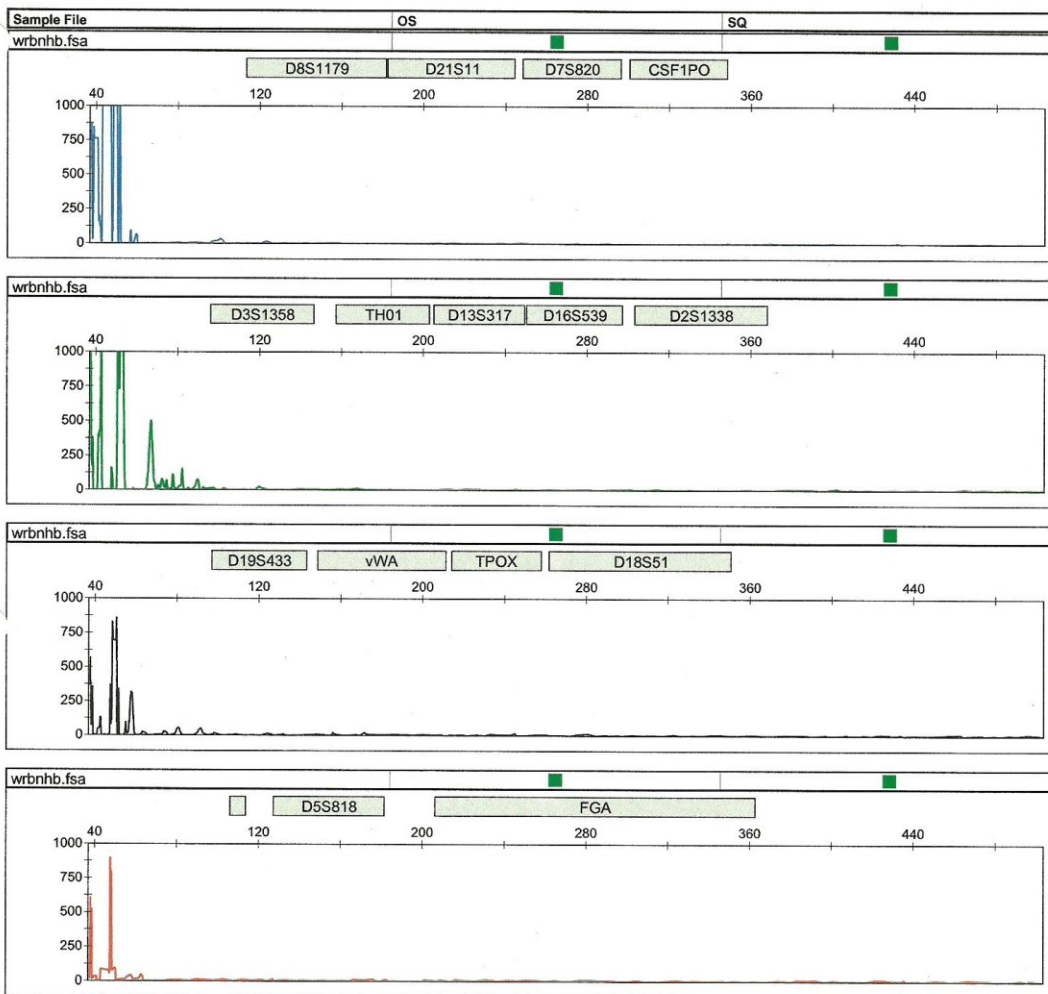 Sample File OS SQ
wrbnhb.fsa
D8S1179 D21S11 D7S820 CSF1PO
40 120 200 280 360 440
1000
750
500
250
0
wrbnhb.fsa
D3S1358 TH01 D13S317 D16S539 D2S1338
40 120 200 280 360 440
1000
750
500
250
0
wrbnhb.fsa
D19S433 vWA TPOX D18S51
40 120 200 280 360 440
1000
750
500
250
0
wrbnhb.fsa
D5S818 FGA
40 120 200 280 360 440
1000
750
500
250
0